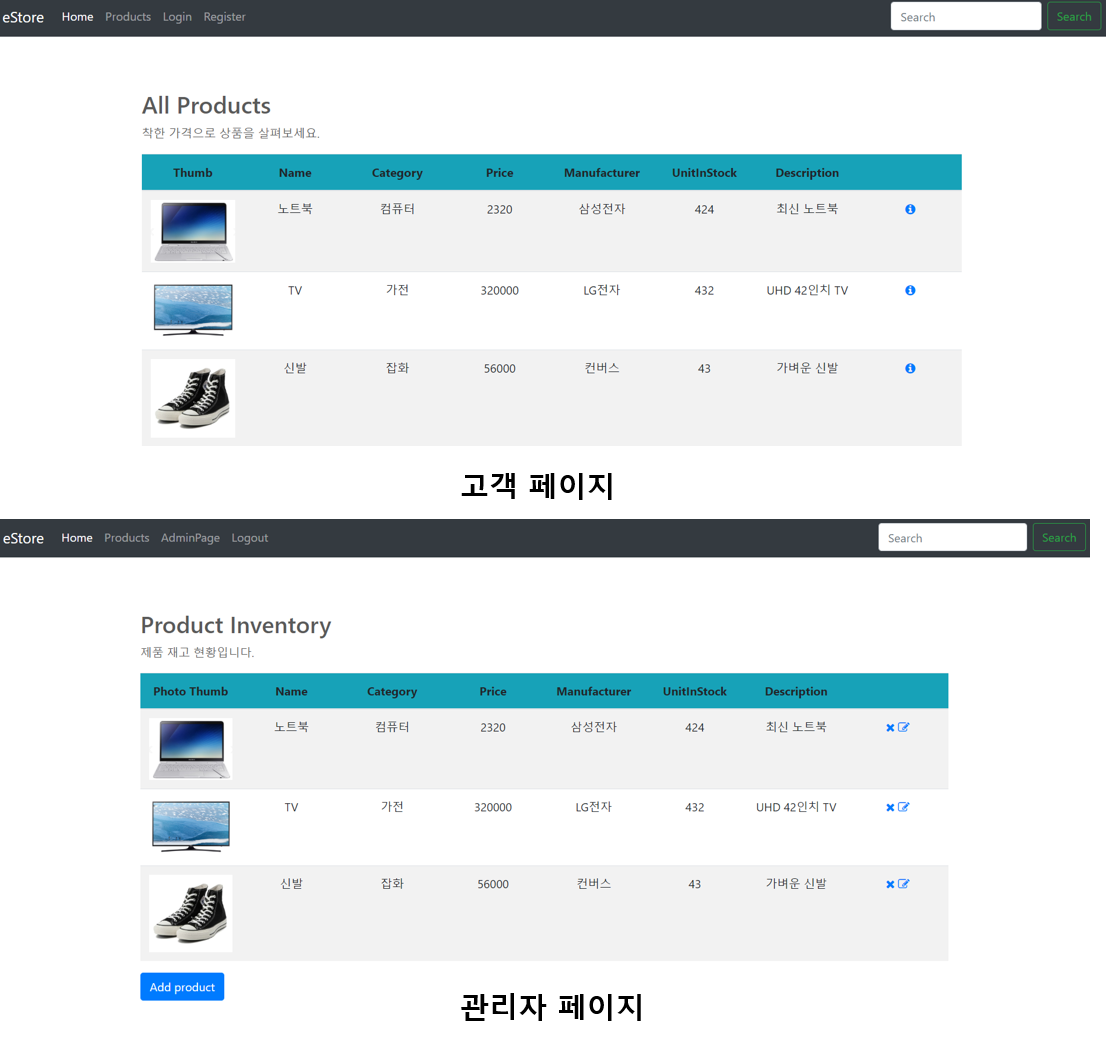 eStore Home Products Login Register Search Search
All Products
착한 가격으로 상품을 살펴보세요.
Thumb Name Category Price Manufacturer UnitInStock Description
노트북 컴퓨터 2320 삼성전자 424 최신 노트북
TV 가전 320000 LG전자 432 UHD 42인치 TV
신발 잡화 56000 컨버스 43 가벼운 신발
고객 페이지
eStore Home Products AdminPage Logout Search Search
Product Inventory
제품 재고 현황입니다.
Photo Thumb Name Category Price Manufacturer UnitInStock Description
노트북 컴퓨터 2320 삼성전자 424 최신 노트북
TV 가전 320000 LG전자 432 UHD 42인치 TV
신발 잡화 56000 컨버스 43 가벼운 신발
Add product
관리자 페이지